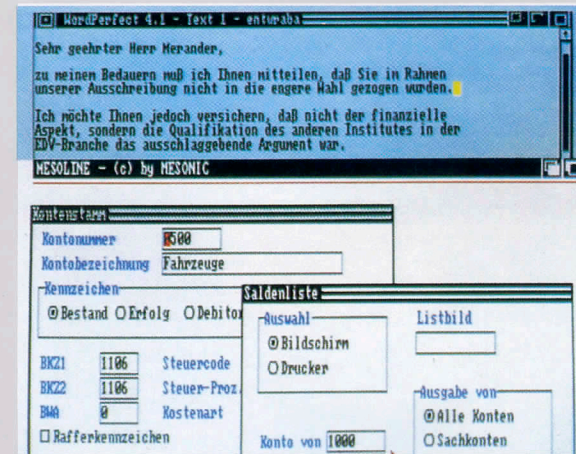 WordPerfect 4.1 - Text 1 - enturaba
Sehr geehrter Herr Merander,
zu meinen Bedauern muß ich Ihnen mitteilen, daß Sie im Rahmen
unserer Ausschreibung nicht in die engere Wahl gezogen wurden.
Ich möchte Ihnen jedoch versichern, daß nicht der finanzielle
Aspekt, sondern die Qualifikation des anderen Institutes in der
EDV-Branche das ausschlaggebende Argument war.
MESOLINE - (c) by MESONIC
Kontenstamm
Kontonummer 500
Kontobezeichnung Fahrzeuge
Kennzeichen
Bestand Erfolg Debitor
BKZ1 1106 Steuercode
BKZ2 1106 Steuer-Proz.
BWA 0 Kostenart
Rafferkennzeichen
Saldenliste
Auswahl
Bildschirm
Drucker
Listbild
Ausgabe von
Alle Konten
Sachkonten
Konto von 1000